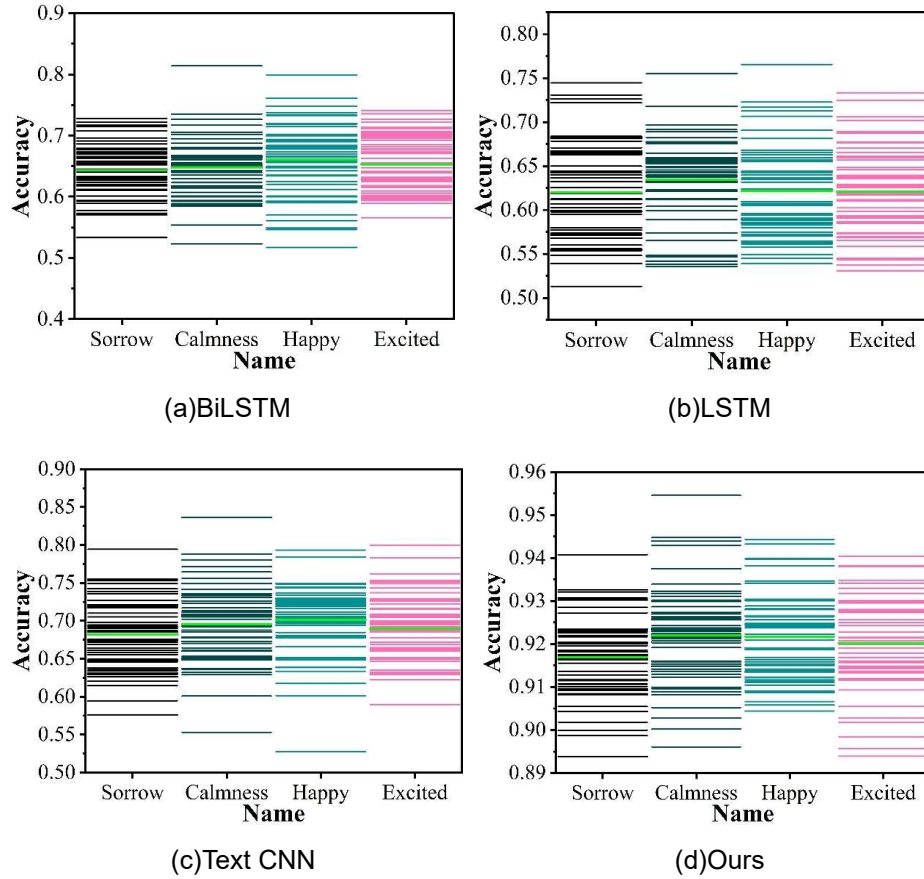 0.9
0.8
0.7
0.6
0.5
0.4
Accuracy
Sorrow Calmness Happy Excited
Name
(a)BiLSTM
0.80
0.75
0.70
0.65
0.60
0.55
0.50
Accuracy
Sorrow Calmness Happy Excited
Name
(b)LSTM
0.90
0.85
0.80
0.75
0.70
0.65
0.60
0.55
0.50
Accuracy
Sorrow Calmness Happy Excited
Name
(c)Text CNN
0.96
0.95
0.94
0.93
0.92
0.91
0.90
0.89
Accuracy
Sorrow Calmness Happy Excited
Name
(d)Ours